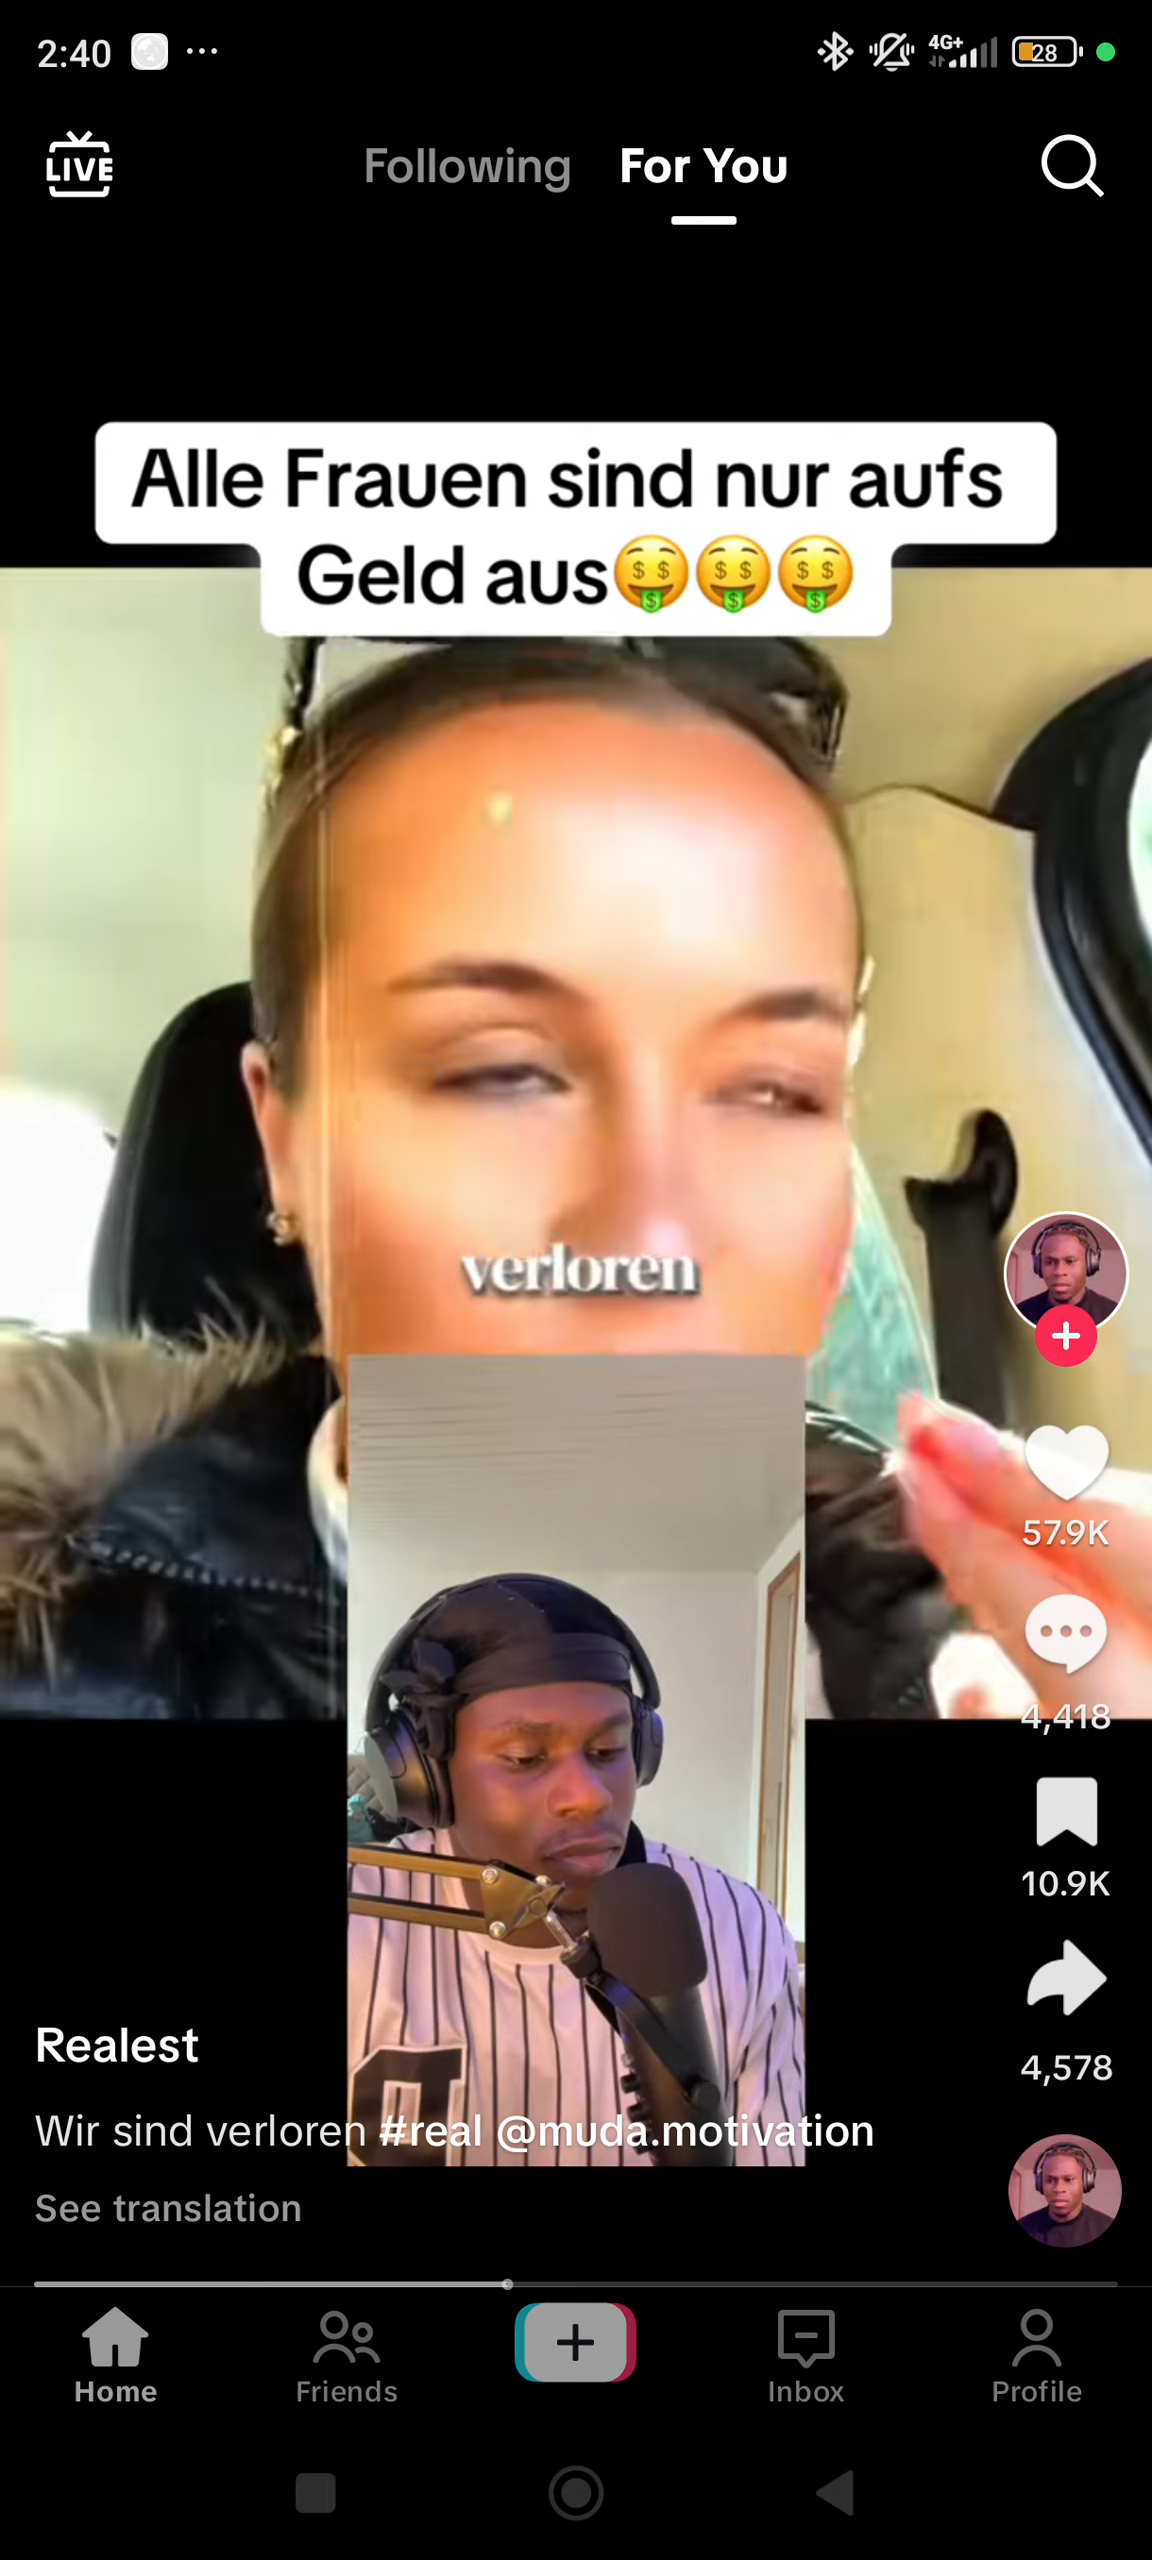 2:40
4G+
28
LIVE
Following
For You
Alle Frauen sind nur aufs
Geld aus🤑🤑🤑
verloren
57.9K
4,418
10.9K
4,578
Realest
Wir sind verloren #real @muda.motivation
See translation
Home
Friends
Inbox
Profile